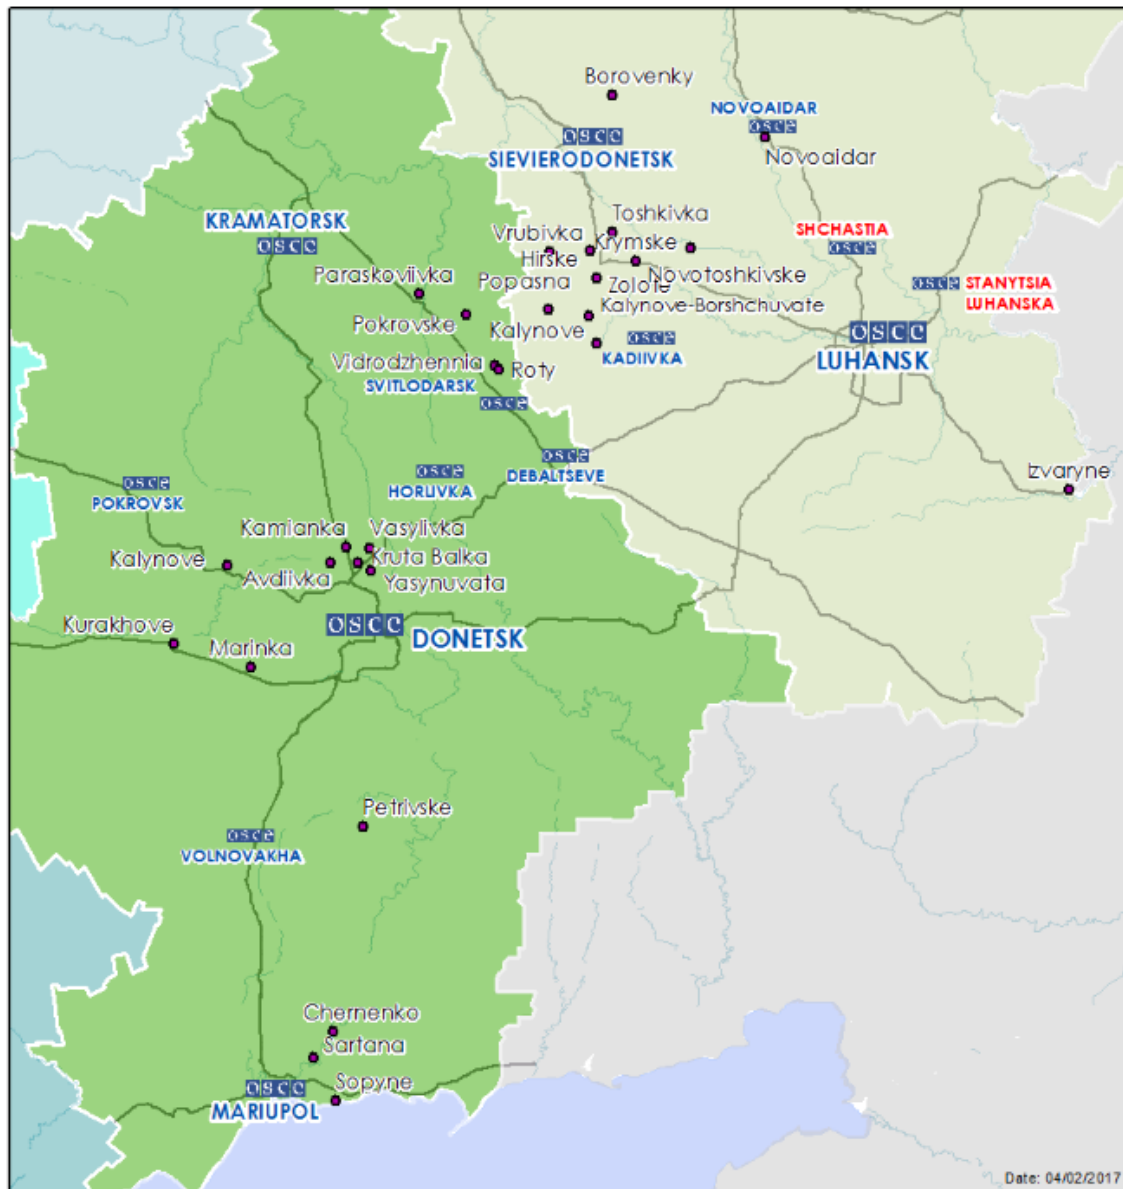 Borovenky
NOVOAIDAR
osce
osce
SIEVIERODONETSK
Novoaidar
KRAMATORSK
osce
Toshkivka
SHCHASTIA
osce
Vrubivka
Krymske
Hirske
Novotoshkivske
Paraskoviivka
Popasna
Zolote
osce
STANYTSIA
LUHANSKA
Kalynove-Borshchuvate
Pokrovske
Kalynove
osce
KADIIVKA
osce
LUHANSK
Vidrodzhennia
Roty
SVITLODARSK
osce
osce
DEBALTSEVE
osce
HORLIVKA
osce
POKROVSK
Izvaryne
Kamianka
Vasylivka
Kalynove
Avdiivka
Kruta Balka
Yasynuvata
Kurakhove
osce
DONETSK
Marinka
Petrivske
osce
VOLNOVAKHA
Chernenko
Sartana
osce
MARIUPOL
Sopyne
Date: 04/02/2017